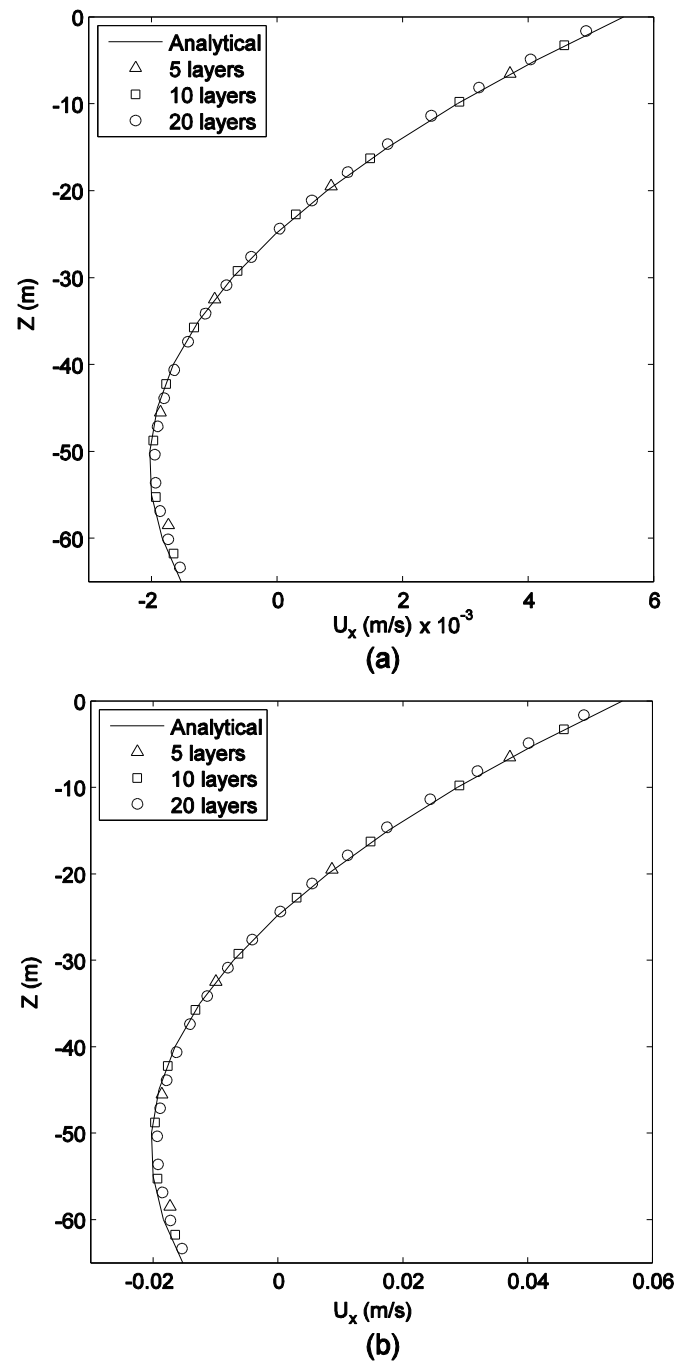 0
-10
-20
-30
-40
-50
-60
Z (m)
Analytical
5 layers
10 layers
20 layers
-2 0 2 4 6
Uₓ (m/s) x 10⁻³
(a)
0
-10
-20
-30
-40
-50
-60
Z (m)
Analytical
5 layers
10 layers
20 layers
-0.02 0 0.02 0.04 0.06
Uₓ (m/s)
(b)